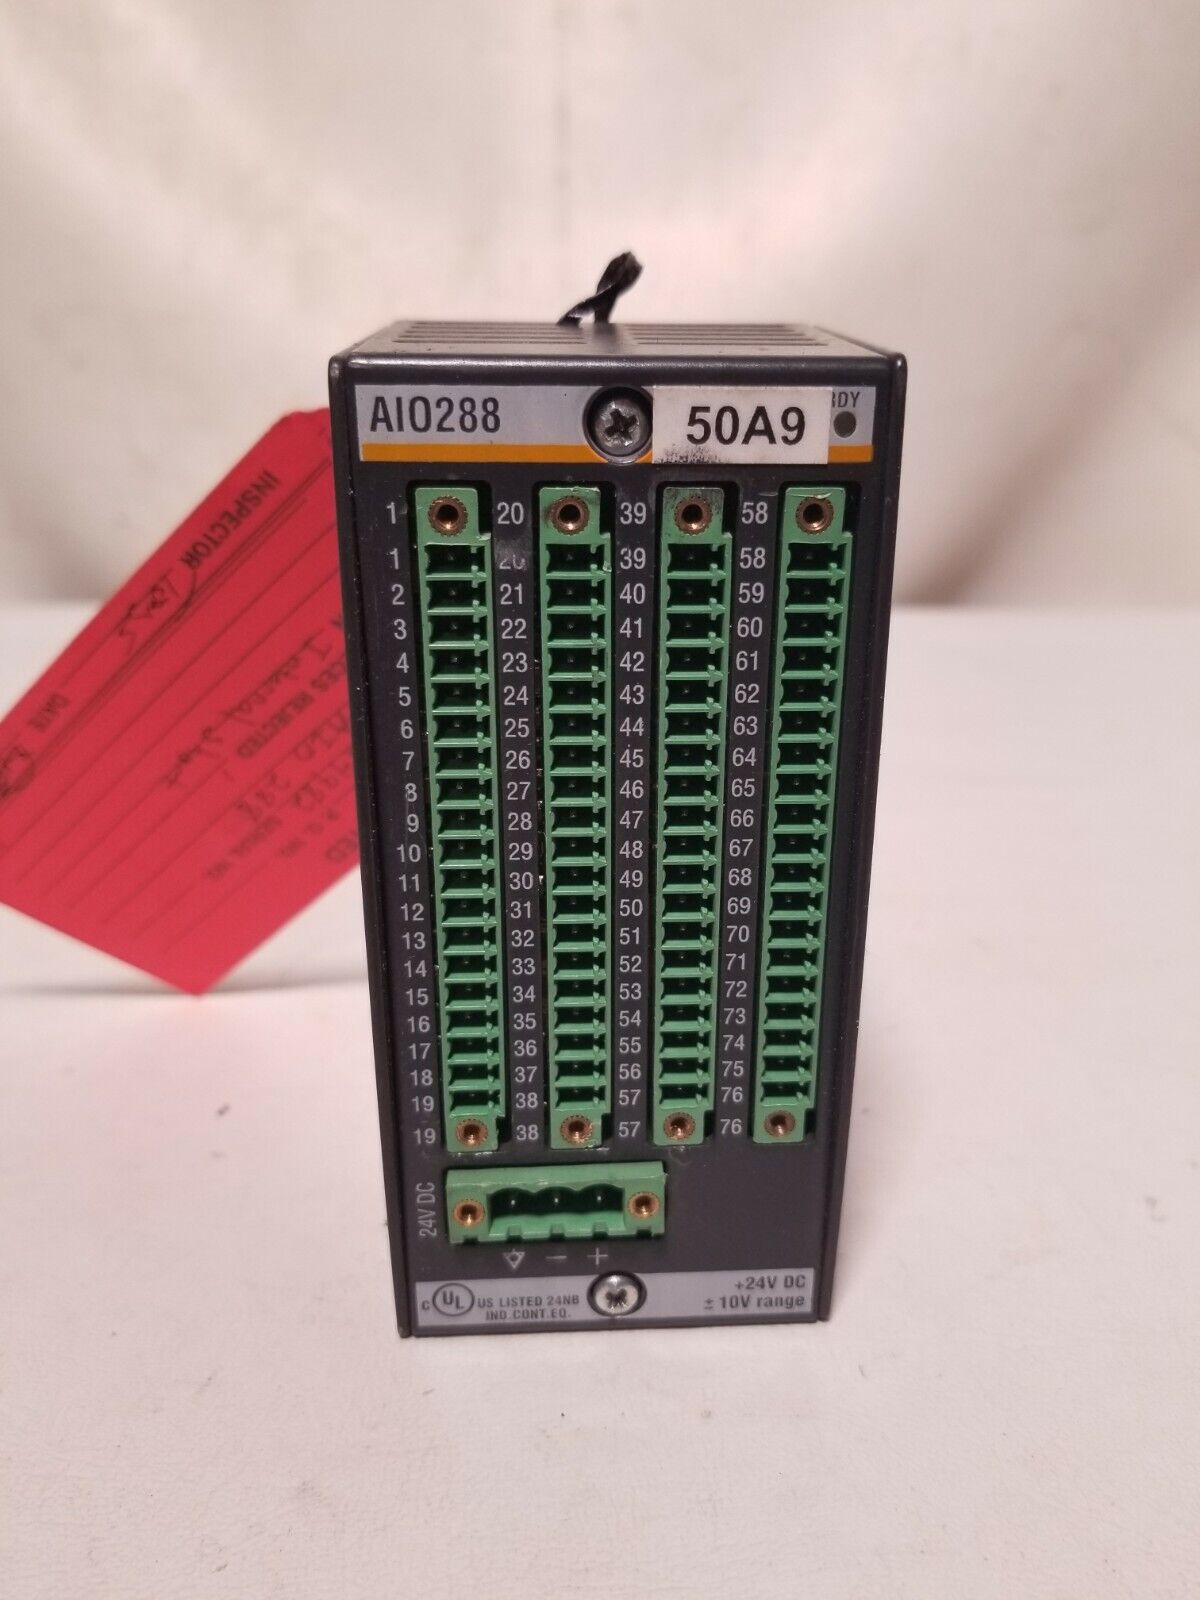 AIO288
50A9
RDY
1 20 39 58
1 20 39 58
2 21 40 59
3 22 41 60
4 23 42 61
5 24 43 62
6 25 44 63
7 26 45 64
8 27 46 65
9 28 47 66
10 29 48 67
11 30 49 68
12 31 50 69
13 32 51 70
14 33 52 71
15 34 53 72
16 35 54 73
17 36 55 74
18 37 56 75
19 38 57 76
19 38 57 76
24V DC
− +
c UL US LISTED 24NB
IND.CONT.EQ.
+24V DC
± 10V range
INSPECTOR
DATE
REJECTED